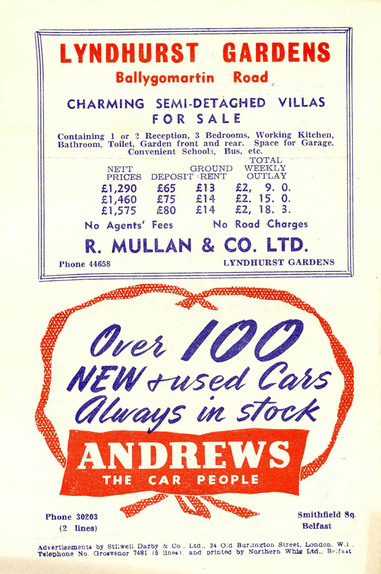 LYNDHURST GARDENS
Ballygomartin Road
CHARMING SEMI-DETACHED VILLAS
FOR SALE
Containing 1 or 2 Reception, 3 Bedrooms, Working Kitchen,
Bathroom, Toilet, Garden front and rear. Space for Garage.
Convenient Schools, Bus, etc.
NETT PRICES DEPOSIT GROUND RENT TOTAL WEEKLY OUTLAY
£1,290 £65 £13 £2, 9. 0.
£1,460 £75 £14 £2. 15. 0.
£1,575 £80 £14 £2, 18. 3.
No Agents' Fees No Road Charges
R. MULLAN & CO. LTD.
Phone 44658 LYNDHURST GARDENS
Over 100
NEW & used Cars
Always in stock
ANDREWS
THE CAR PEOPLE
Phone 30203
(2 lines)
Smithfield Sq.
Belfast
Advertisements by Stilwell Darby & Co., Ltd., 24 Old Burlington Street, London, W.1.
Telephone No. Grosvenor 7481 (5 lines), and printed by Northern Whig Ltd., Belfast